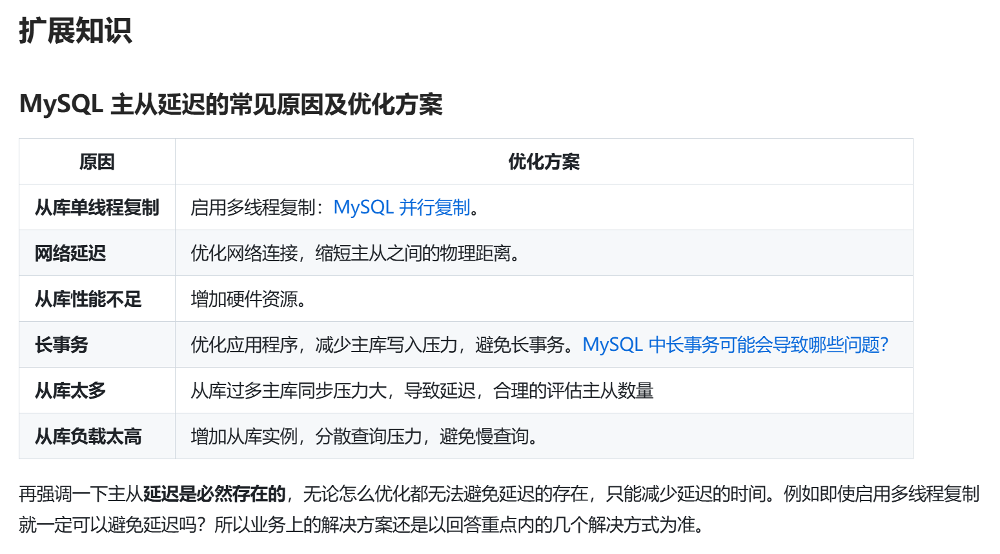 扩展知识
MySQL 主从延迟的常见原因及优化方案
原因 优化方案
从库单线程复制 启用多线程复制：MySQL 并行复制。
网络延迟 优化网络连接，缩短主从之间的物理距离。
从库性能不足 增加硬件资源。
长事务 优化应用程序，减少主库写入压力，避免长事务。MySQL 中长事务可能会导致哪些问题？
从库太多 从库过多主库同步压力大，导致延迟，合理的评估主从数量
从库负载太高 增加从库实例，分散查询压力，避免慢查询。
再强调一下主从延迟是必然存在的，无论怎么优化都无法避免延迟的存在，只能减少延迟的时间。例如即使启用多线程复制
就一定可以避免延迟吗？所以业务上的解决方案还是以回答重点内的几个解决方式为准。